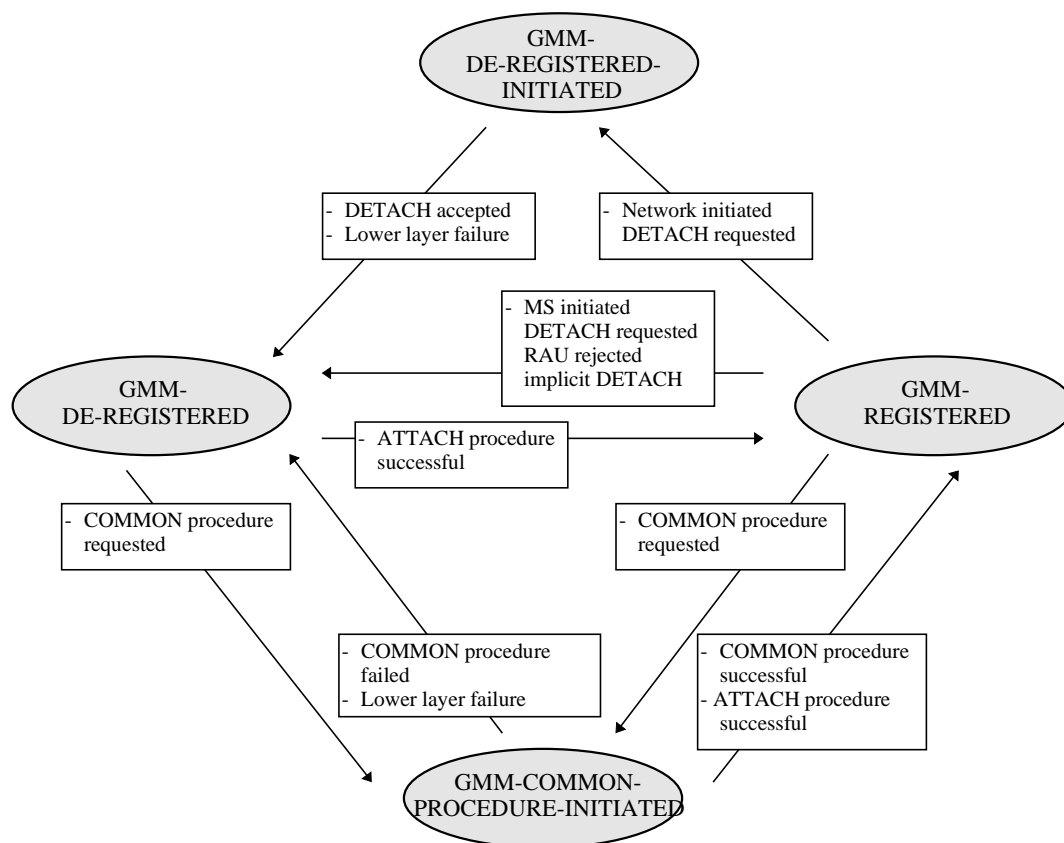 GMM-
DE-REGISTERED-
INITIATED
- DETACH accepted
- Lower layer failure
- Network initiated
DETACH requested
- MS initiated
DETACH requested
RAU rejected
implicit DETACH
GMM-
DE-REGISTERED
GMM-
REGISTERED
- ATTACH procedure
successful
- COMMON procedure
requested
- COMMON procedure
requested
- COMMON procedure
failed
- Lower layer failure
- COMMON procedure
successful
- ATTACH procedure
successful
GMM-COMMON-
PROCEDURE-INITIATED